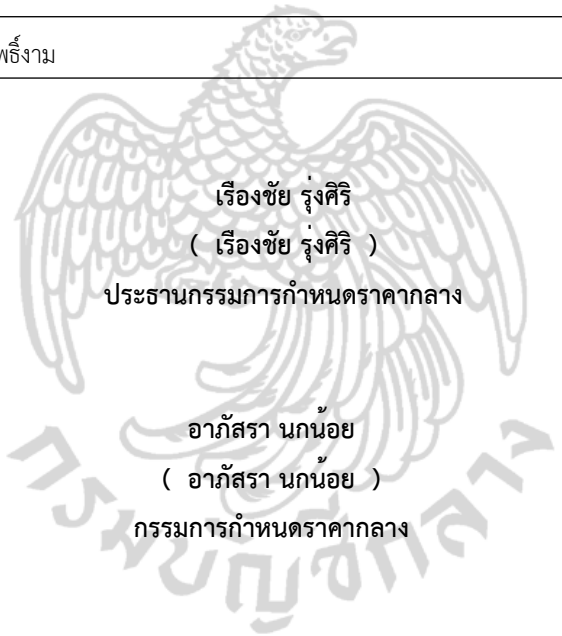 เรืองชัย รุ่งศิริ
( เรืองชัย รุ่งศิริ )
ประธานกรรมการกำหนดราคากลาง
อาภัสรา นกน้อย
( อาภัสรา นกน้อย )
กรรมการกำหนดราคากลาง
กรมบัญชีกลาง